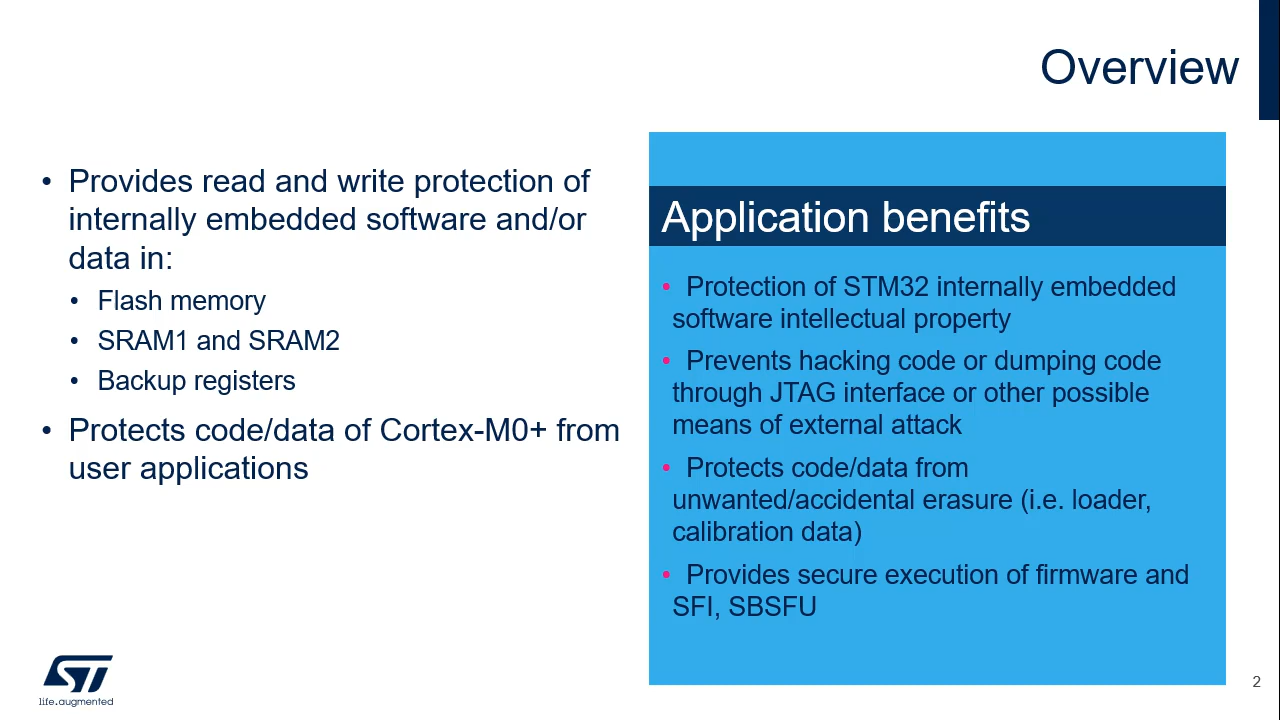 Overview
• Provides read and write protection of
internally embedded software and/or
data in:
• Flash memory
• SRAM1 and SRAM2
• Backup registers
• Protects code/data of Cortex-M0+ from
user applications
Application benefits
• Protection of STM32 internally embedded
software intellectual property
• Prevents hacking code or dumping code
through JTAG interface or other possible
means of external attack
• Protects code/data from
unwanted/accidental erasure (i.e. loader,
calibration data)
• Provides secure execution of firmware and
SFI, SBSFU
ST
life.augmented
2